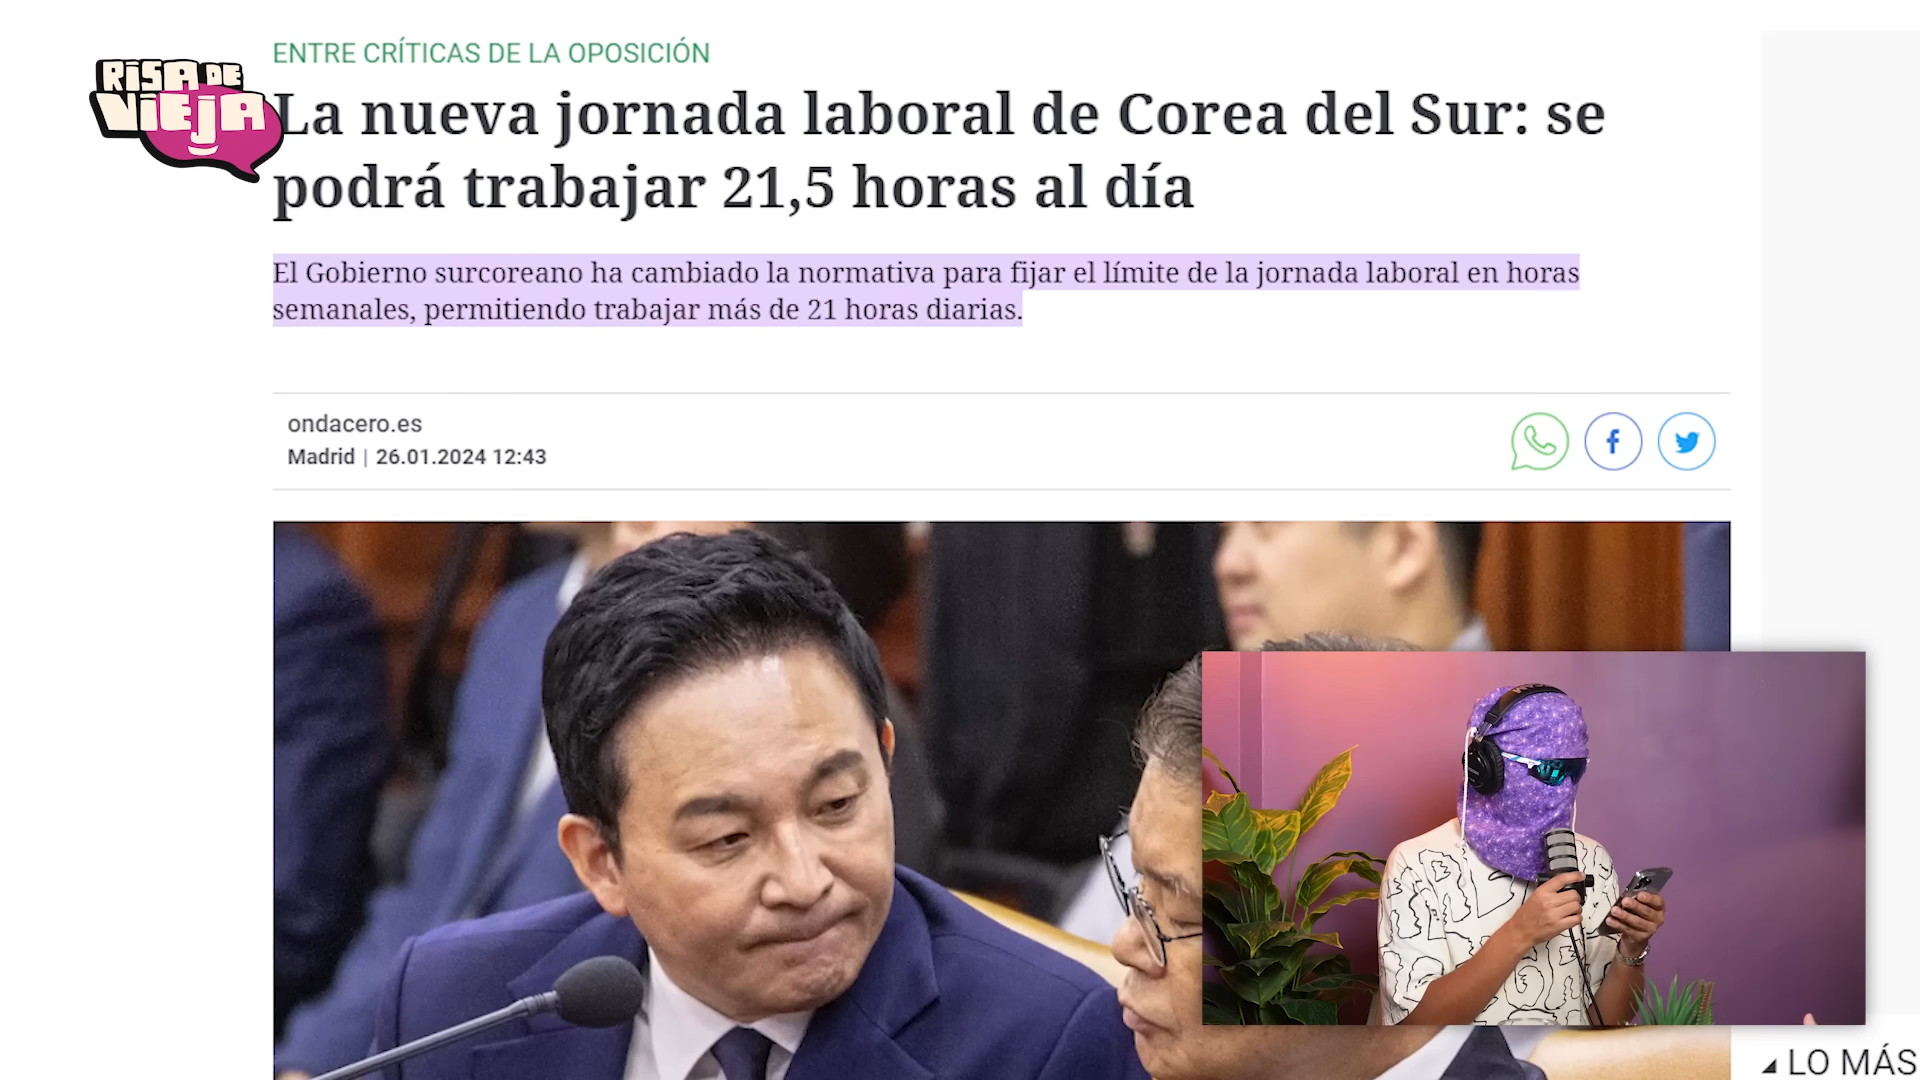 RISA DE
VIEJA
ENTRE CRÍTICAS DE LA OPOSICIÓN
La nueva jornada laboral de Corea del Sur: se
podrá trabajar 21,5 horas al día
El Gobierno surcoreano ha cambiado la normativa para fijar el límite de la jornada laboral en horas
semanales, permitiendo trabajar más de 21 horas diarias.
ondacero.es
Madrid | 26.01.2024 12:43
LO MÁS